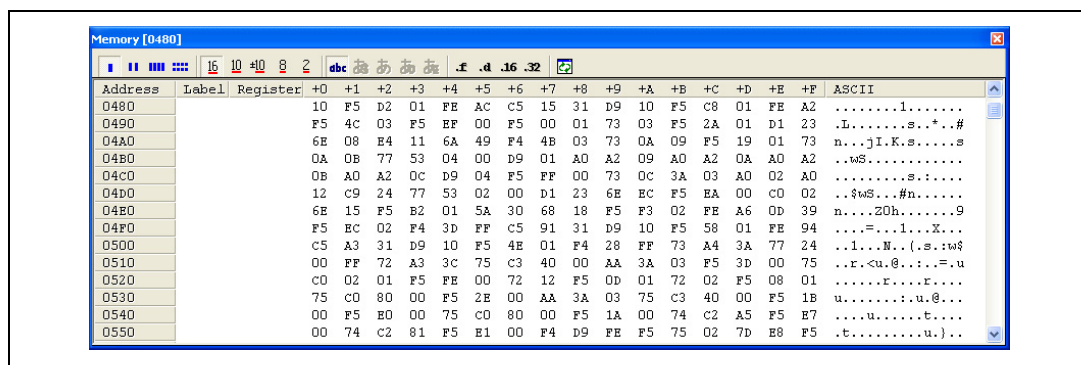 Memory [0480]
16 10 ±10 8 2 abc .f .d .16 .32
Address Label Register +0 +1 +2 +3 +4 +5 +6 +7 +8 +9 +A +B +C +D +E +F ASCII
0480 10 F5 D2 01 FE AC C5 15 31 D9 10 F5 C8 01 FE A2 ........1.......
0490 F5 4C 03 F5 EF 00 F5 00 01 73 03 F5 2A 01 D1 23 .L.......s..*..#
04A0 6E 08 E4 11 6A 49 F4 4B 03 73 0A 09 F5 19 01 73 n...jI.K.s.....s
04B0 0A 0B 77 53 04 00 D9 01 A0 A2 09 A0 A2 0A A0 A2 ..wS............
04C0 0B A0 A2 0C D9 04 F5 FF 00 73 0C 3A 03 A0 02 A0 .........s.:....
04D0 12 C9 24 77 53 02 00 D1 23 6E EC F5 EA 00 C0 02 ..$wS...#n......
04E0 6E 15 F5 B2 01 5A 30 68 18 F5 F3 02 FE A6 0D 39 n....Z0h.......9
04F0 F5 EC 02 F4 3D FF C5 91 31 D9 10 F5 58 01 FE 94 ....=...1...X...
0500 C5 A3 31 D9 10 F5 4E 01 F4 28 FF 73 A4 3A 77 24 ..1...N..(.s.:w$
0510 00 FF 72 A3 3C 75 C3 40 00 AA 3A 03 F5 3D 00 75 ..r.<u.@..:..=.u
0520 C0 02 01 F5 FE 00 72 12 F5 0D 01 72 02 F5 08 01 ......r....r....
0530 75 C0 80 00 F5 2E 00 AA 3A 03 75 C3 40 00 F5 1B u.......:.u.@...
0540 00 F5 E0 00 75 C0 80 00 F5 1A 00 74 C2 A5 F5 E7 ....u......t....
0550 00 74 C2 81 F5 E1 00 F4 D9 FE F5 75 02 7D E8 F5 .t.........u.}..